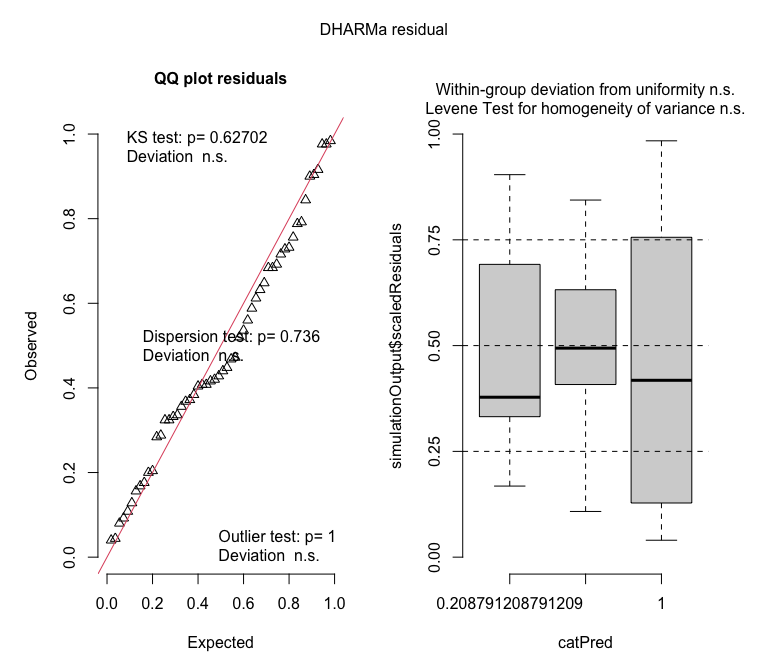 DHARMa residual
QQ plot residuals
KS test: p= 0.62702
Deviation n.s.
Dispersion test: p= 0.736
Deviation n.s.
Outlier test: p= 1
Deviation n.s.
Observed
0.0
0.2
0.4
0.6
0.8
1.0
0.0 0.2 0.4 0.6 0.8 1.0
Expected
Within-group deviation from uniformity n.s.
Levene Test for homogeneity of variance n.s.
simulationOutput$scaledResiduals
0.00
0.25
0.50
0.75
1.00
0.208791208791209 1
catPred